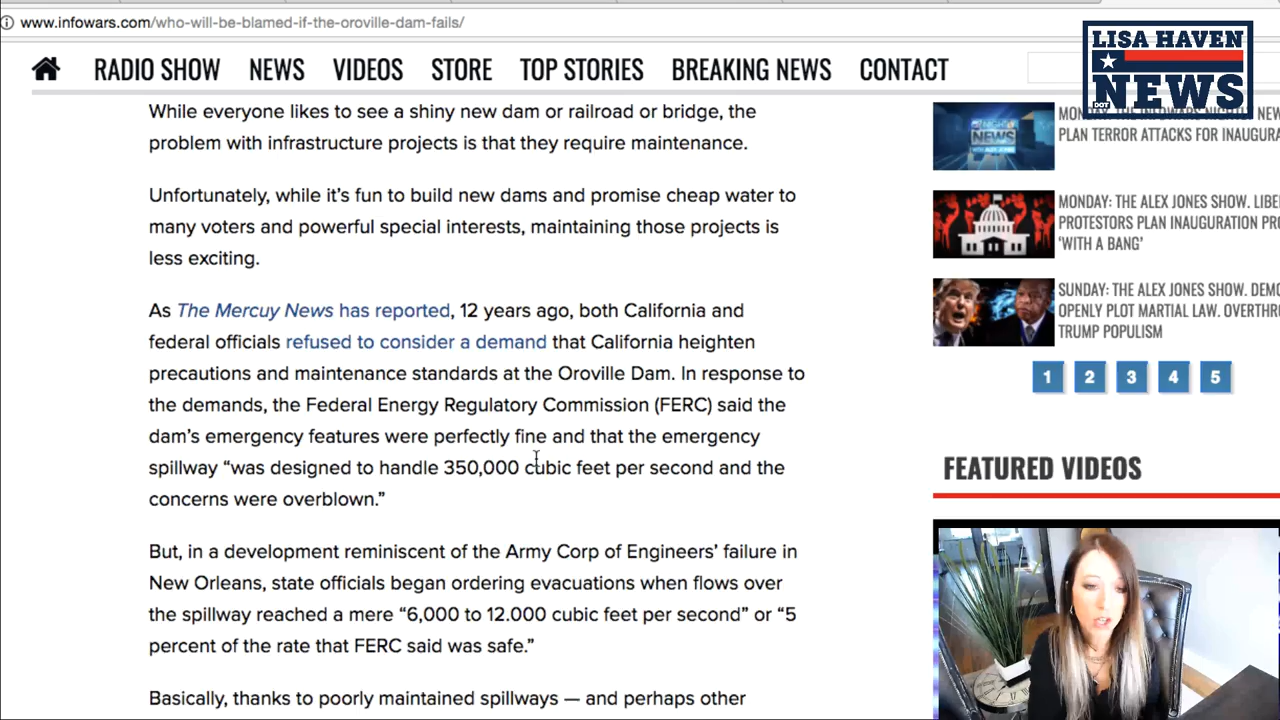 www.infowars.com/who-will-be-blamed-if-the-oroville-dam-fails/
LISA HAVEN
DOT NEWS
RADIO SHOW NEWS VIDEOS STORE TOP STORIES BREAKING NEWS CONTACT
While everyone likes to see a shiny new dam or railroad or bridge, the
problem with infrastructure projects is that they require maintenance.
Unfortunately, while it’s fun to build new dams and promise cheap water to
many voters and powerful special interests, maintaining those projects is
less exciting.
As The Mercuy News has reported, 12 years ago, both California and
federal officials refused to consider a demand that California heighten
precautions and maintenance standards at the Oroville Dam. In response to
the demands, the Federal Energy Regulatory Commission (FERC) said the
dam’s emergency features were perfectly fine and that the emergency
spillway “was designed to handle 350,000 cubic feet per second and the
concerns were overblown.”
But, in a development reminiscent of the Army Corp of Engineers’ failure in
New Orleans, state officials began ordering evacuations when flows over
the spillway reached a mere “6,000 to 12.000 cubic feet per second” or “5
percent of the rate that FERC said was safe.”
Basically, thanks to poorly maintained spillways — and perhaps other
NEWS
MONDAY: THE INFOWARS NIGHTLY NEW
PLAN TERROR ATTACKS FOR INAUGURA
MONDAY: THE ALEX JONES SHOW. LIBE
PROTESTORS PLAN INAUGURATION PRO
‘WITH A BANG’
SUNDAY: THE ALEX JONES SHOW. DEMO
OPENLY PLOT MARTIAL LAW. OVERTHR
TRUMP POPULISM
1 2 3 4 5
FEATURED VIDEOS